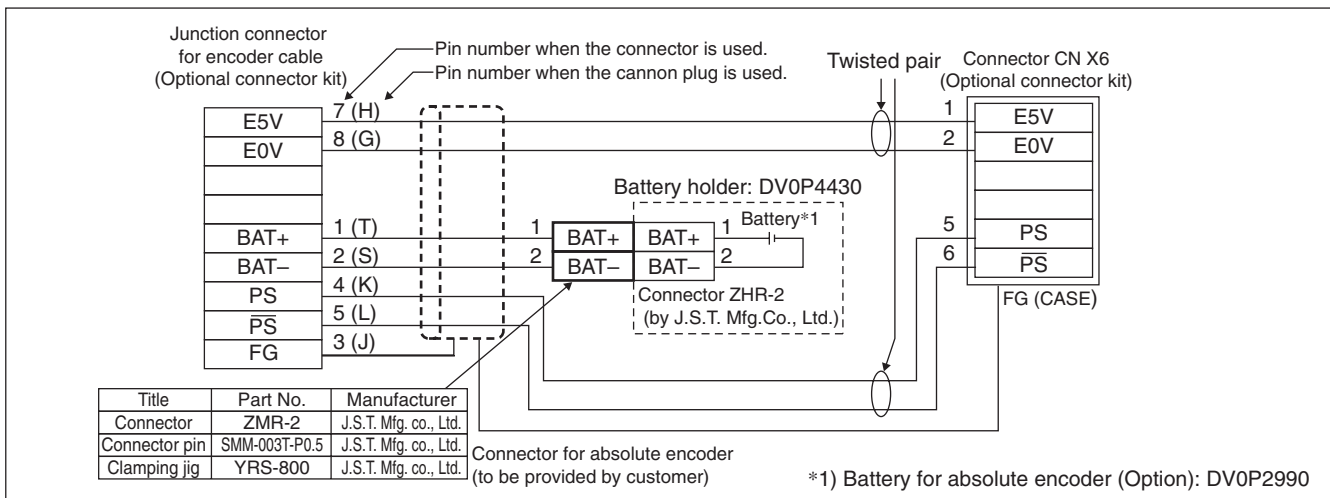 Junction connector
for encoder cable
(Optional connector kit)
Pin number when the connector is used.
Pin number when the cannon plug is used.
Twisted pair
Connector CN X6
(Optional connector kit)
E5V
7 (H)
1
E5V
E0V
8 (G)
2
E0V
Battery holder: DV0P4430
Battery*1
BAT+
1 (T)
1
BAT+
BAT+
1
5
PS
BAT–
2 (S)
2
BAT–
BAT–
2
6
P̅S̅
PS
4 (K)
Connector ZHR-2
(by J.S.T. Mfg.Co., Ltd.)
FG (CASE)
P̅S̅
5 (L)
FG
3 (J)
Title Part No. Manufacturer
Connector ZMR-2 J.S.T. Mfg. co., Ltd.
Connector pin SMM-003T-P0.5 J.S.T. Mfg. co., Ltd.
Clamping jig YRS-800 J.S.T. Mfg. co., Ltd.
Connector for absolute encoder
(to be provided by customer)
*1) Battery for absolute encoder (Option): DV0P2990